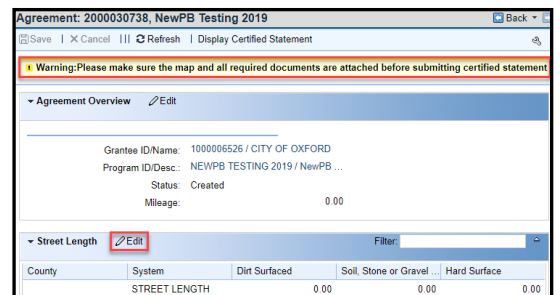 Agreement: 2000030738, NewPB Testing 2019 Back
Save | ✕ Cancel ||| Refresh | Display Certified Statement
Warning:Please make sure the map and all required documents are attached before submitting certified statement
Agreement Overview Edit
Grantee ID/Name: 1000006526 / CITY OF OXFORD
Program ID/Desc.: NEWPB TESTING 2019 / NewPB ...
Status: Created
Mileage: 0.00
Street Length Edit Filter:
County System Dirt Surfaced Soil, Stone or Gravel ... Hard Surface
STREET LENGTH 0.00 0.00 0.00